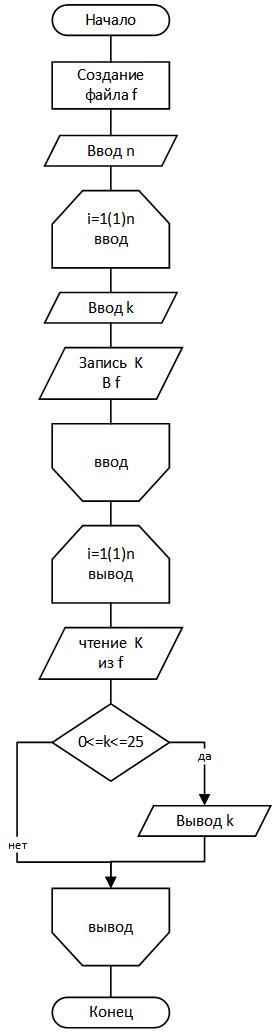 Начало
Создание
файла f
Ввод n
i=1(1)n
ввод
Ввод k
Запись K
В f
ввод
i=1(1)n
вывод
чтение K
из f
0<=k<=25
да
Вывод k
нет
вывод
Конец